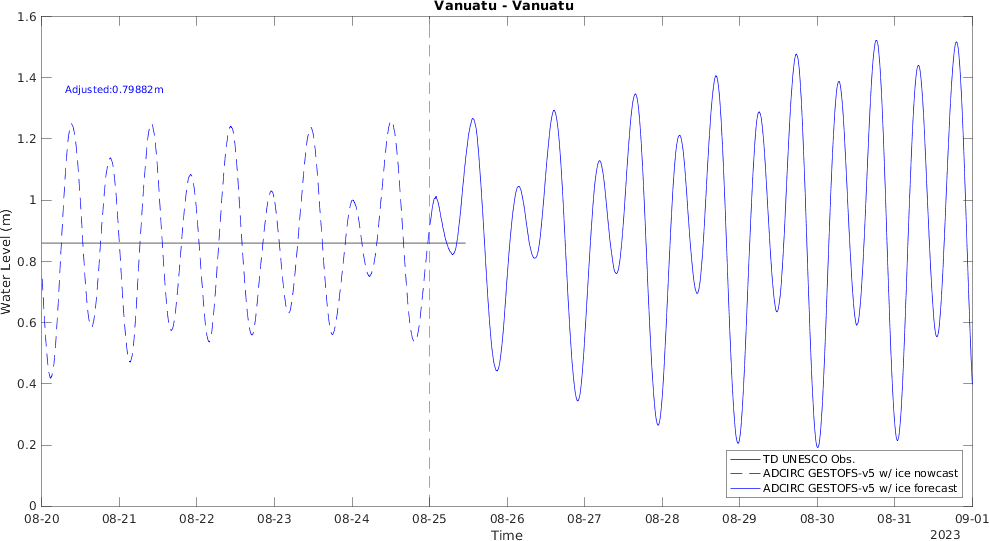 Vanuatu - Vanuatu
1.6
1.4
1.2
1
0.8
0.6
0.4
0.2
0
Water Level (m)
Adjusted:0.79882m
TD UNESCO Obs.
ADCIRC GESTOFS-v5 w/ ice nowcast
ADCIRC GESTOFS-v5 w/ ice forecast
08-20 08-21 08-22 08-23 08-24 08-25 08-26 08-27 08-28 08-29 08-30 08-31 09-01
Time
2023